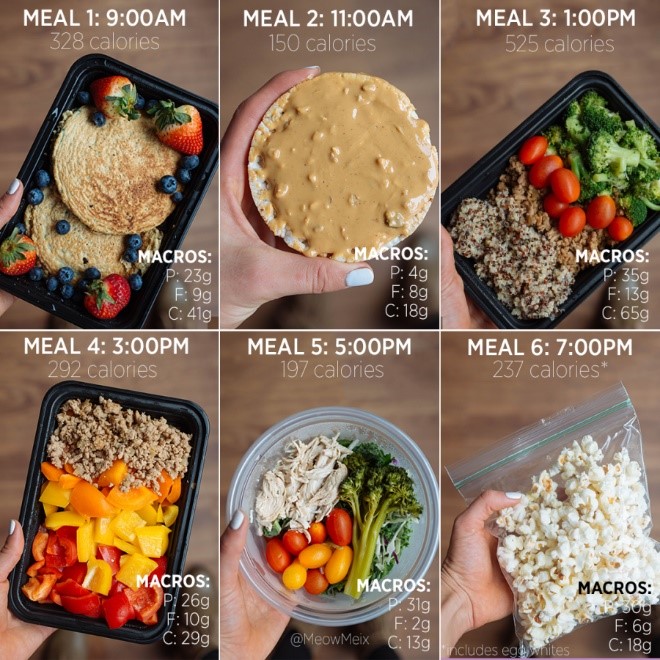 MEAL 1: 9:00AM
328 calories
MACROS:
P: 23g
F: 9g
C: 41g
MEAL 2: 11:00AM
150 calories
MACROS:
P: 4g
F: 8g
C: 18g
MEAL 3: 1:00PM
525 calories
MACROS:
P: 35g
F: 13g
C: 65g
MEAL 4: 3:00PM
292 calories
MACROS:
P: 26g
F: 10g
C: 29g
MEAL 5: 5:00PM
197 calories
MACROS:
P: 31g
F: 2g
C: 13g
@MeowMeix
MEAL 6: 7:00PM
237 calories*
MACROS:
P: 30g
F: 6g
C: 18g
*includes egg whites